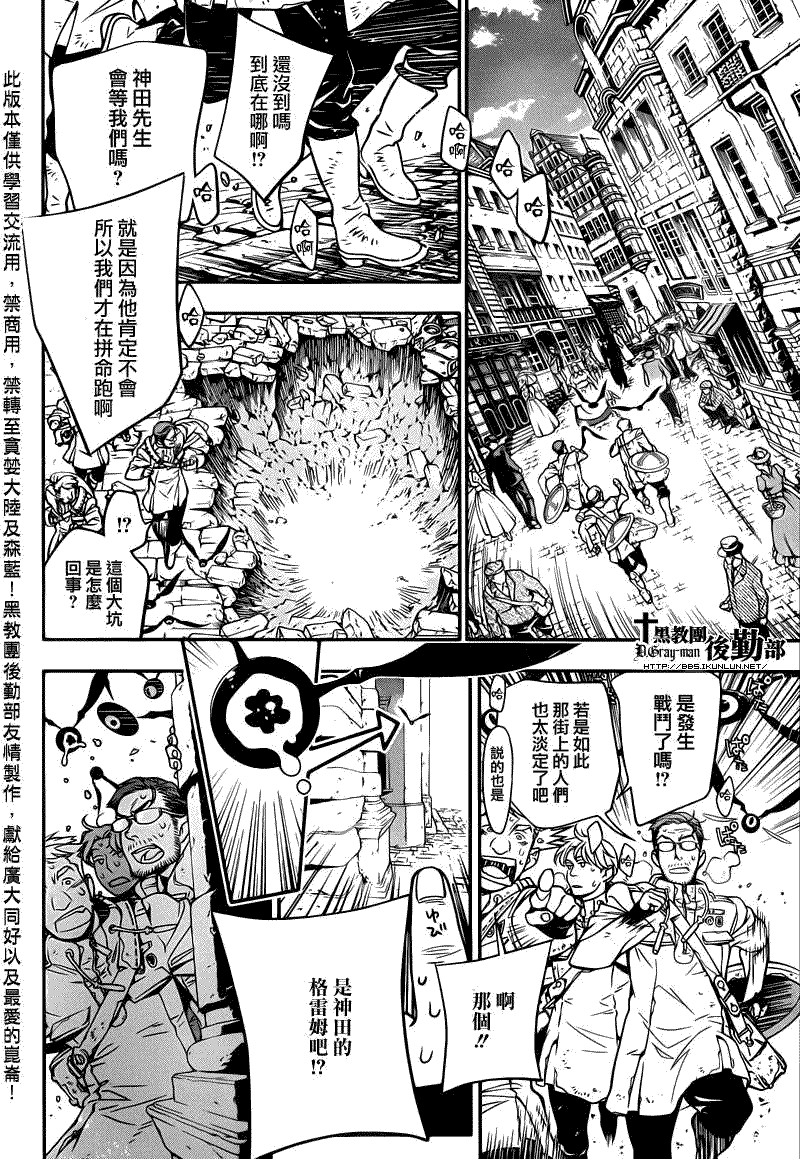 還沒到嗎
到底在哪啊!?
神田先生
會等我們嗎?
哈
啊
哈
哈
哈
啊
哈
就是因為他肯定不會
所以我們才在拼命跑啊
哈
!?
這個大坑
是怎麼
回事?
✝黑教團
D.Gray-man 後勤部
HTTP://BBS.IKUNLUN.NET/
是發生
戰鬥了嗎!?
哈
若是如此
那街上的人們
也太淡定了吧
說的也是
ぱた
ぱた
哈
啊
那個!!
ゆび
是神田的
格雷姆吧!?
此版本僅供學習交流用,禁商用,禁轉至貪婪大陸及森藍!黑教團後勤部友情製作,獻給廣大同好以及最愛的崑崙!